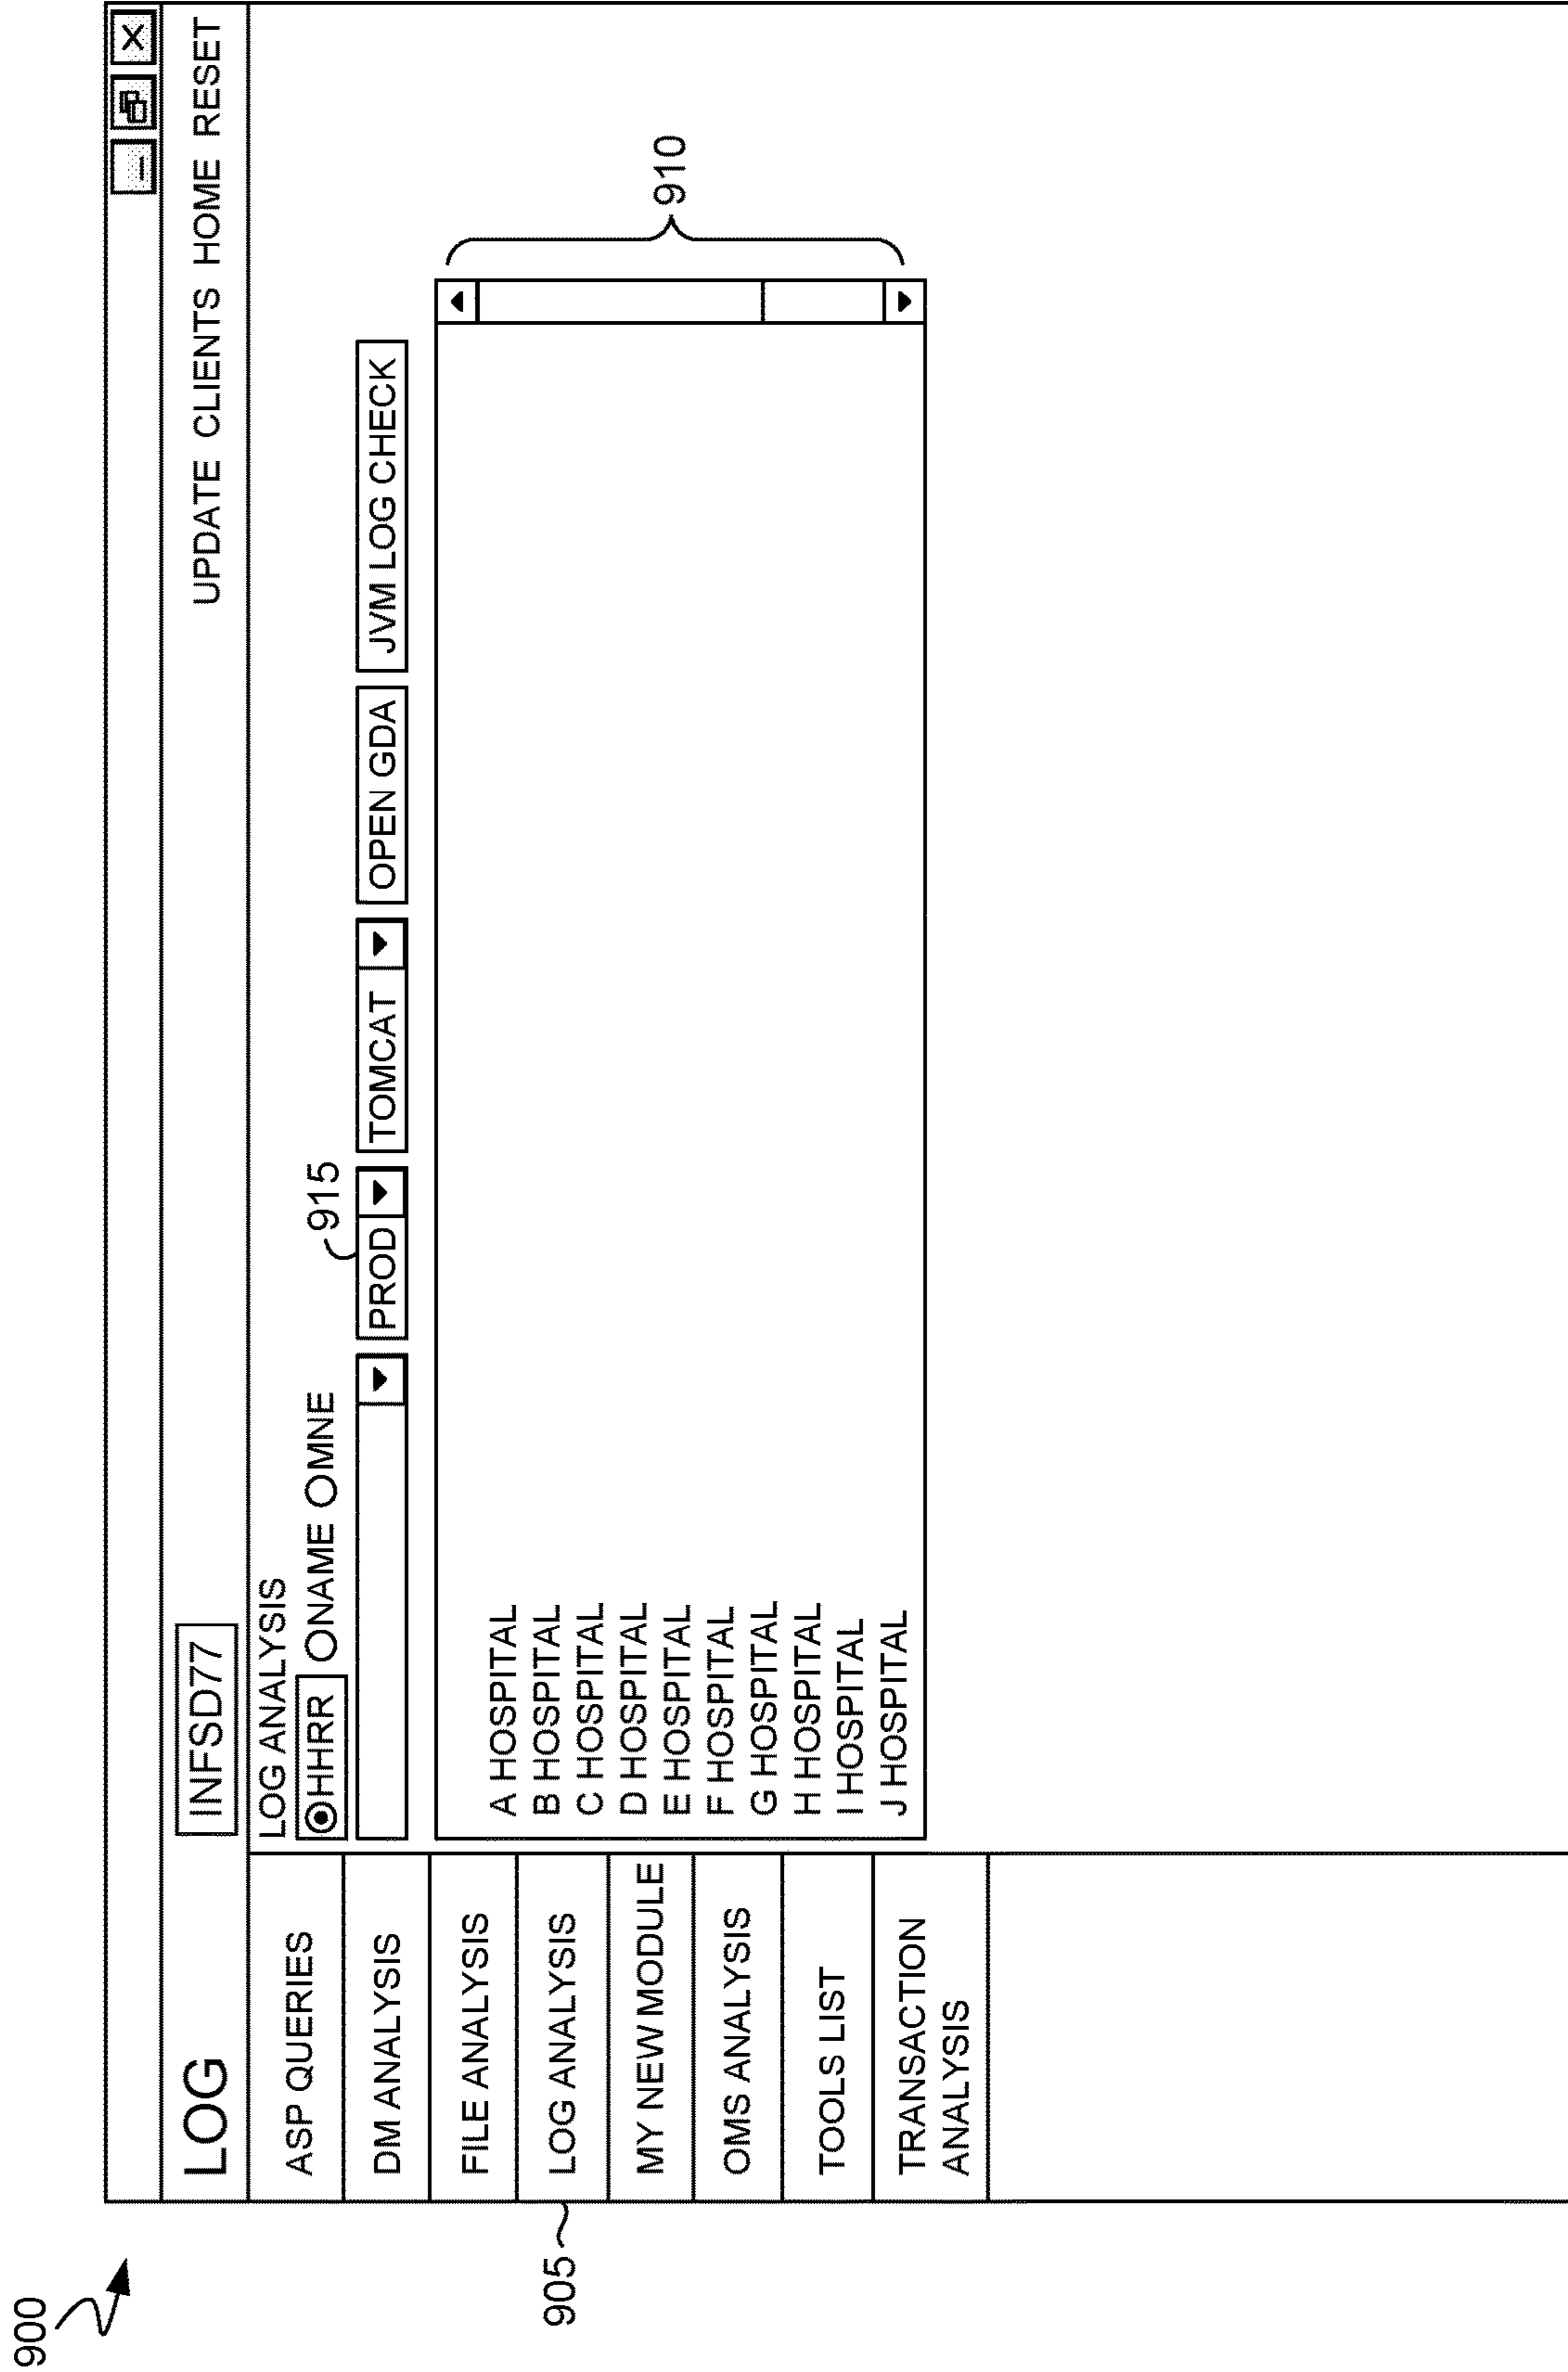 900
LOG INFSD77 UPDATE CLIENTS HOME RESET
ASP QUERIES
DM ANALYSIS
FILE ANALYSIS
905
LOG ANALYSIS
MY NEW MODULE
OMS ANALYSIS
TOOLS LIST
TRANSACTION
ANALYSIS
LOG ANALYSIS
HHRR NAME MNE
915
PROD TOMCAT OPEN GDA JVM LOG CHECK
A HOSPITAL
B HOSPITAL
C HOSPITAL
D HOSPITAL
E HOSPITAL
F HOSPITAL
G HOSPITAL
H HOSPITAL
I HOSPITAL
J HOSPITAL
910